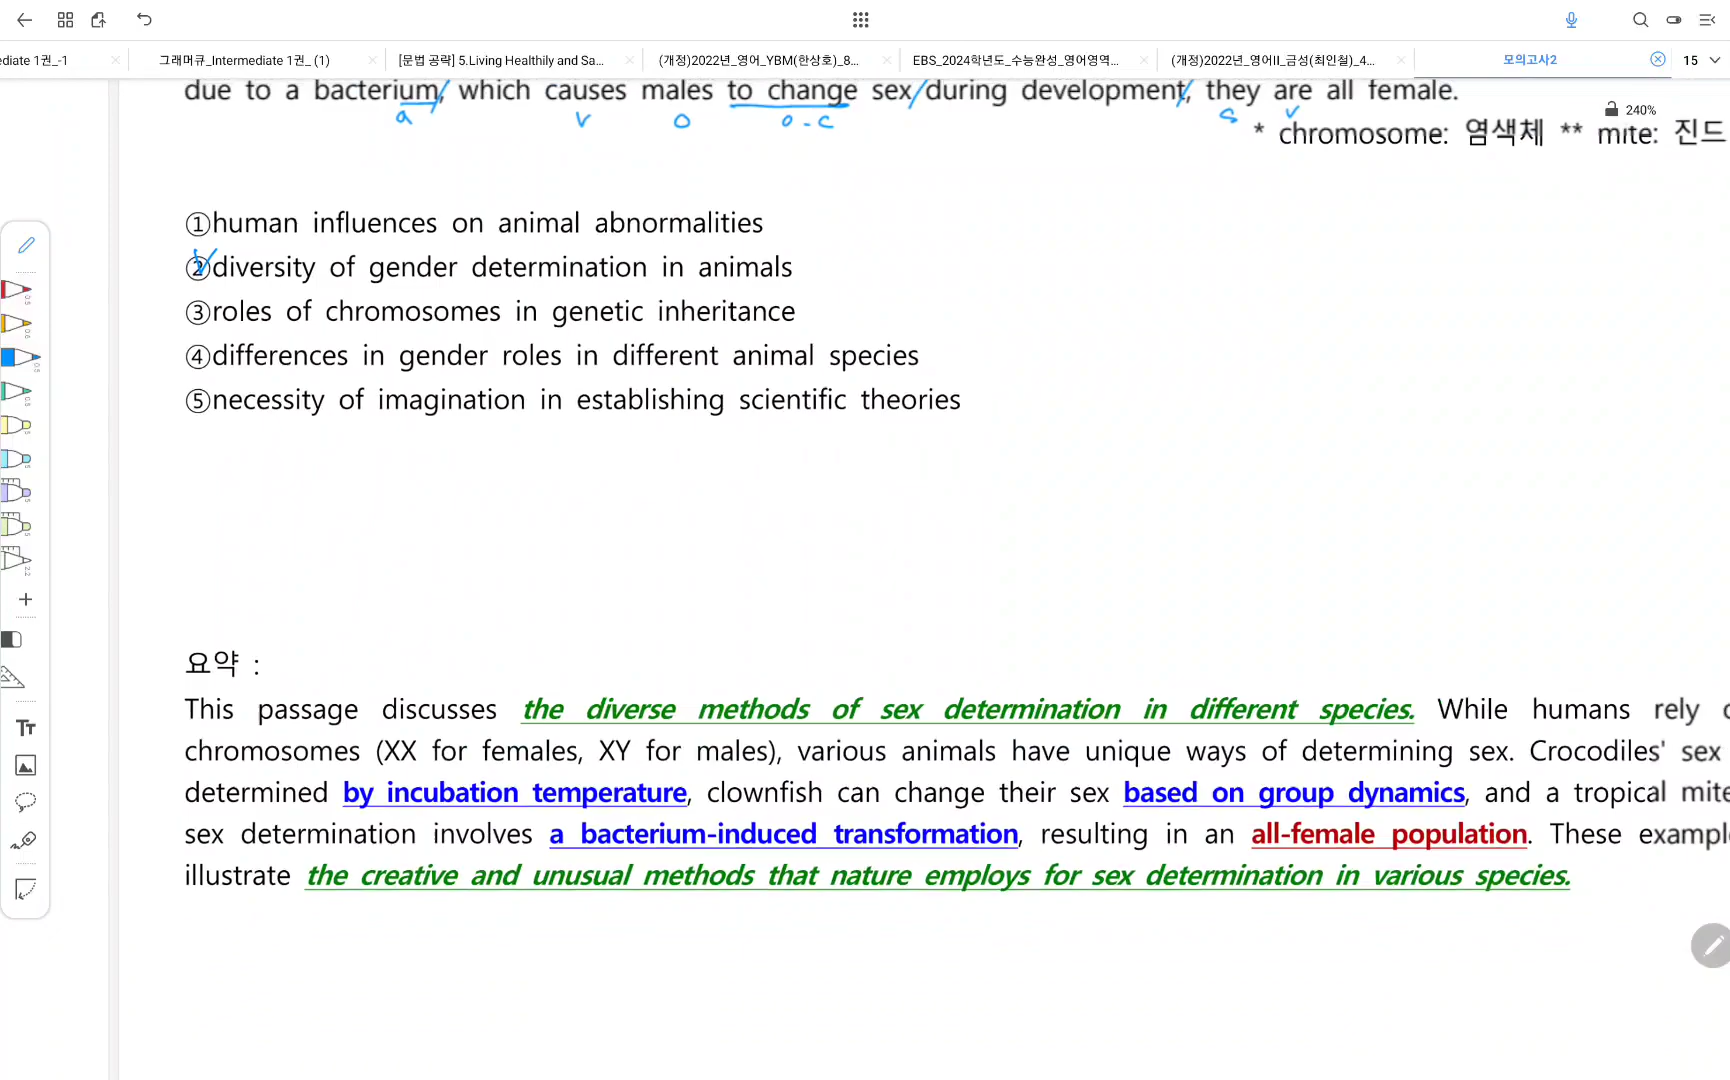 ediate 1권_-1
그래머큐_Intermediate 1권_ (1)
[문법 공략] 5.Living Healthily and Sa...
(개정)2022년_영어_YBM(한상호)_8...
EBS_2024학년도_수능완성_영어영역...
(개정)2022년_영어II_금성(최인철)_4...
모의고사2
15
240%
due to a bacterium, which causes males to change sex during development, they are all female.
a v o o.c s v
* chromosome: 염색체 ** mite: 진드
①human influences on animal abnormalities
②diversity of gender determination in animals
③roles of chromosomes in genetic inheritance
④differences in gender roles in different animal species
⑤necessity of imagination in establishing scientific theories
요약 :
This passage discusses the diverse methods of sex determination in different species. While humans rely
chromosomes (XX for females, XY for males), various animals have unique ways of determining sex. Crocodiles' sex
determined by incubation temperature, clownfish can change their sex based on group dynamics, and a tropical mite
sex determination involves a bacterium-induced transformation, resulting in an all-female population. These exampl
illustrate the creative and unusual methods that nature employs for sex determination in various species.
Tт